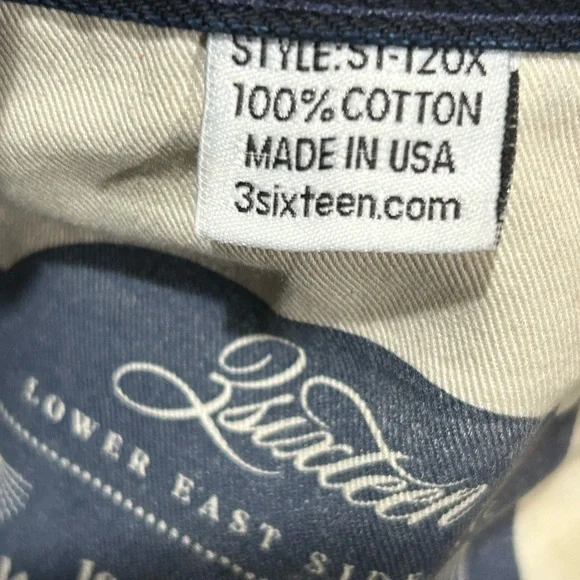 STYLE:ST-120X
100% COTTON
MADE IN USA
3sixteen.com
3sixteen
LOWER EAST SIDE